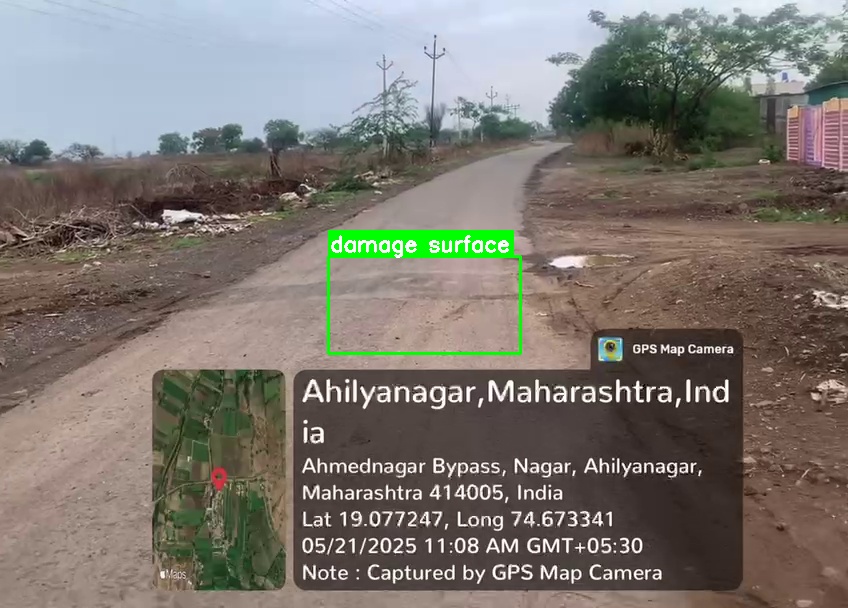 damage surface
GPS Map Camera
Ahilyanagar,Maharashtra,Ind
ia
Ahmednagar Bypass, Nagar, Ahilyanagar,
Maharashtra 414005, India
Lat 19.077247, Long 74.673341
05/21/2025 11:08 AM GMT+05:30
Note : Captured by GPS Map Camera
Maps